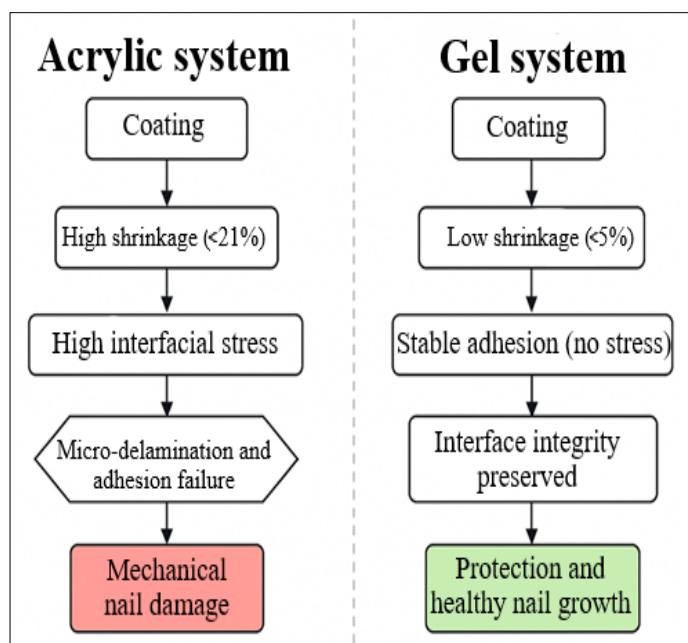 Acrylic system
Coating
High shrinkage (<21%)
High interfacial stress
Micro-delamination and
adhesion failure
Mechanical
nail damage
Gel system
Coating
Low shrinkage (<5%)
Stable adhesion (no stress)
Interface integrity
preserved
Protection and
healthy nail growth